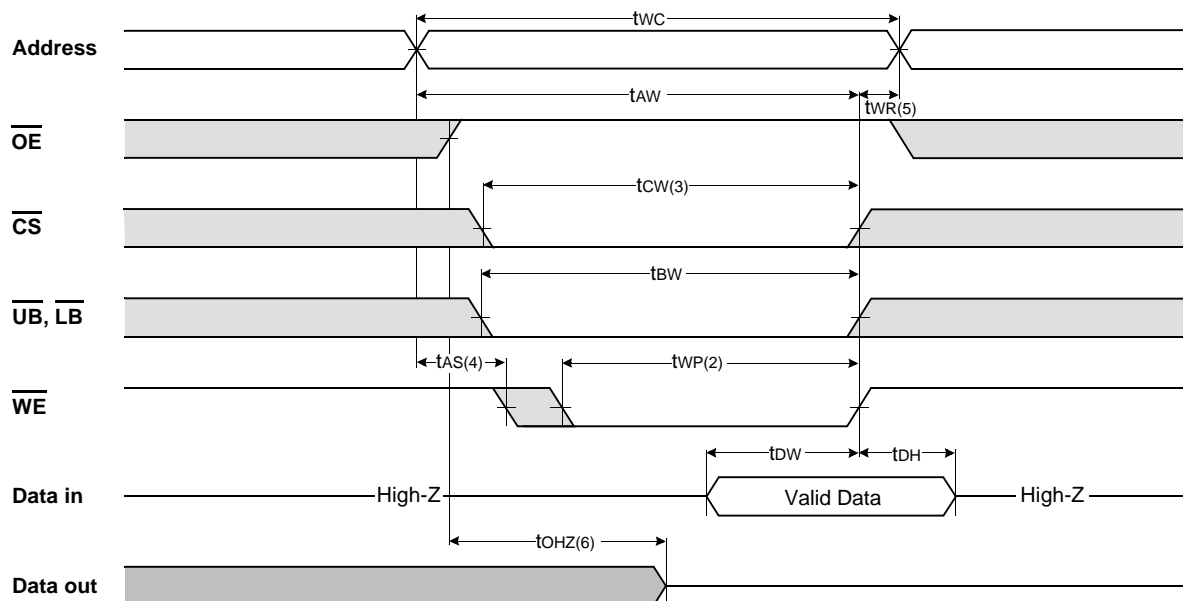 tWC
Address
tAW
tWR(5)
OE
tCW(3)
CS
tBW
UB, LB
tAS(4)
tWP(2)
WE
tDW
tDH
Data in
High-Z
Valid Data
High-Z
tOHZ(6)
Data out